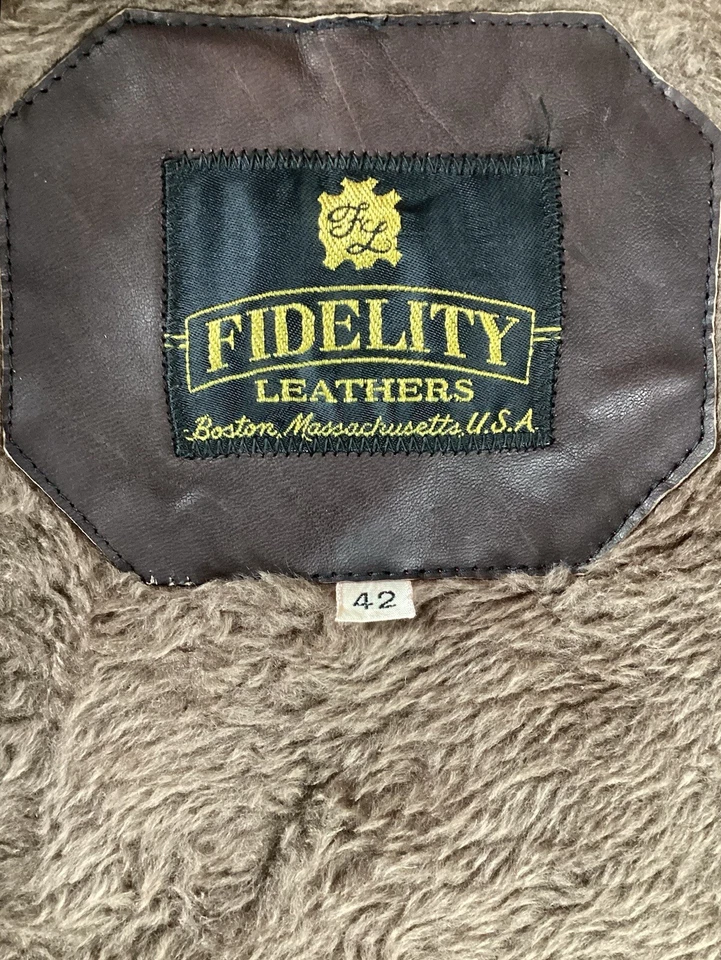 FL
FIDELITY
LEATHERS
Boston, Massachusetts, U.S.A.
42